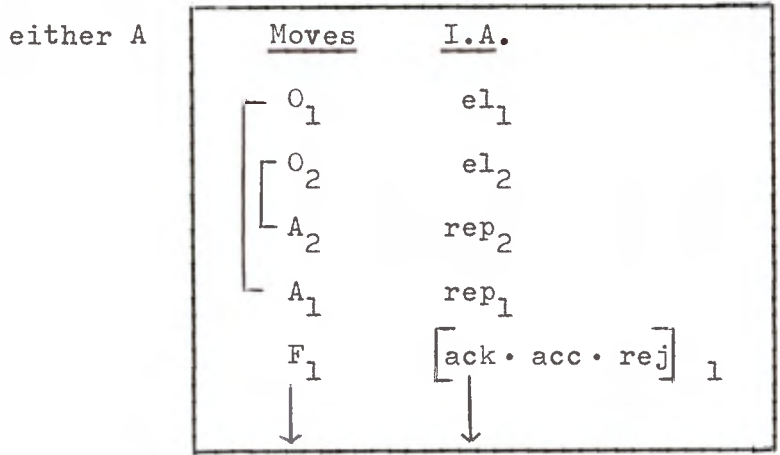 either A Moves I.A.
O1 el1
O2 el2
A2 rep2
A1 rep1
F1 [ack· acc· rej] 1